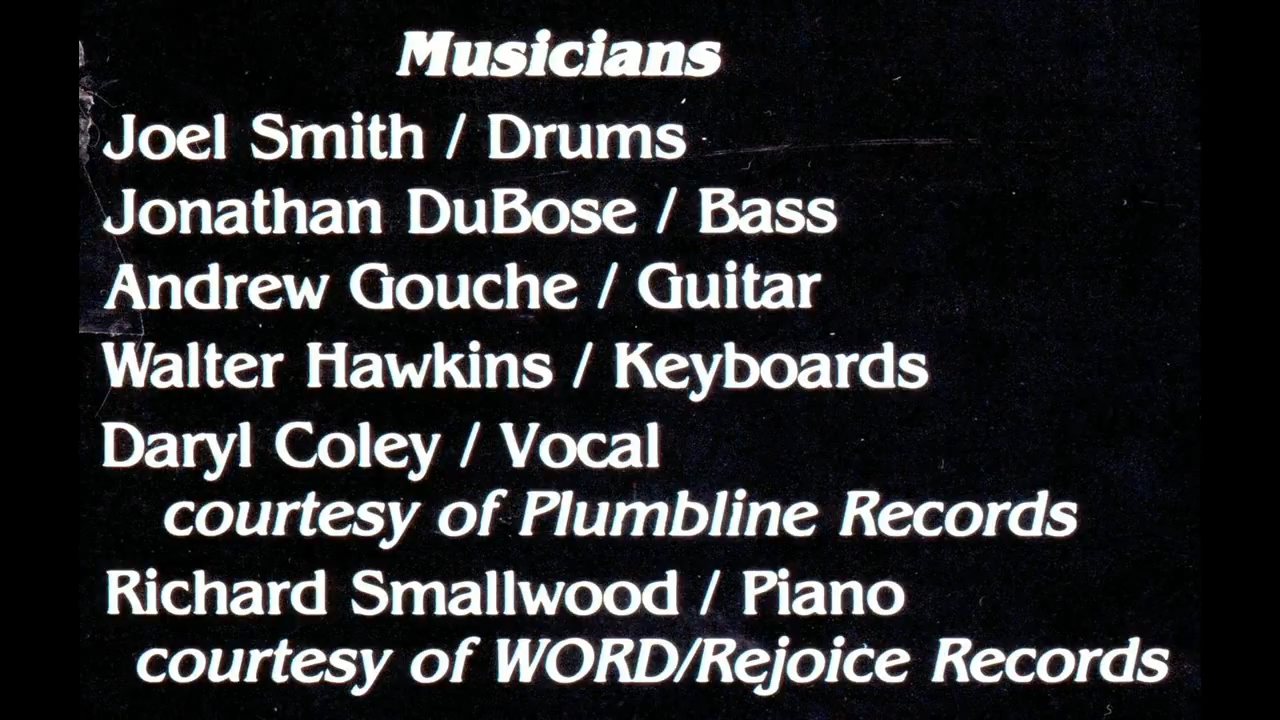 Musicians
Joel Smith / Drums
Jonathan DuBose / Bass
Andrew Gouche / Guitar
Walter Hawkins / Keyboards
Daryl Coley / Vocal
courtesy of Plumbline Records
Richard Smallwood / Piano
courtesy of WORD/Rejoice Records